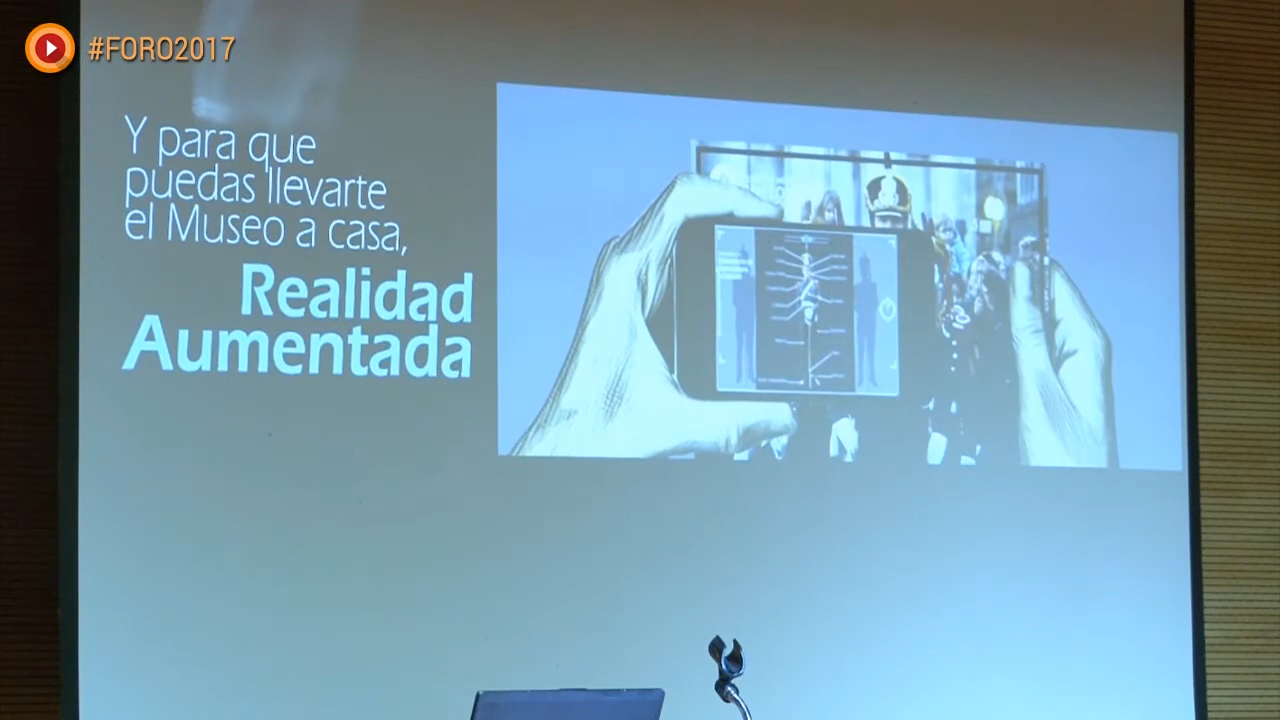 #FORO2017
Y para que
puedas llevarte
el Museo a casa,
Realidad
Aumentada